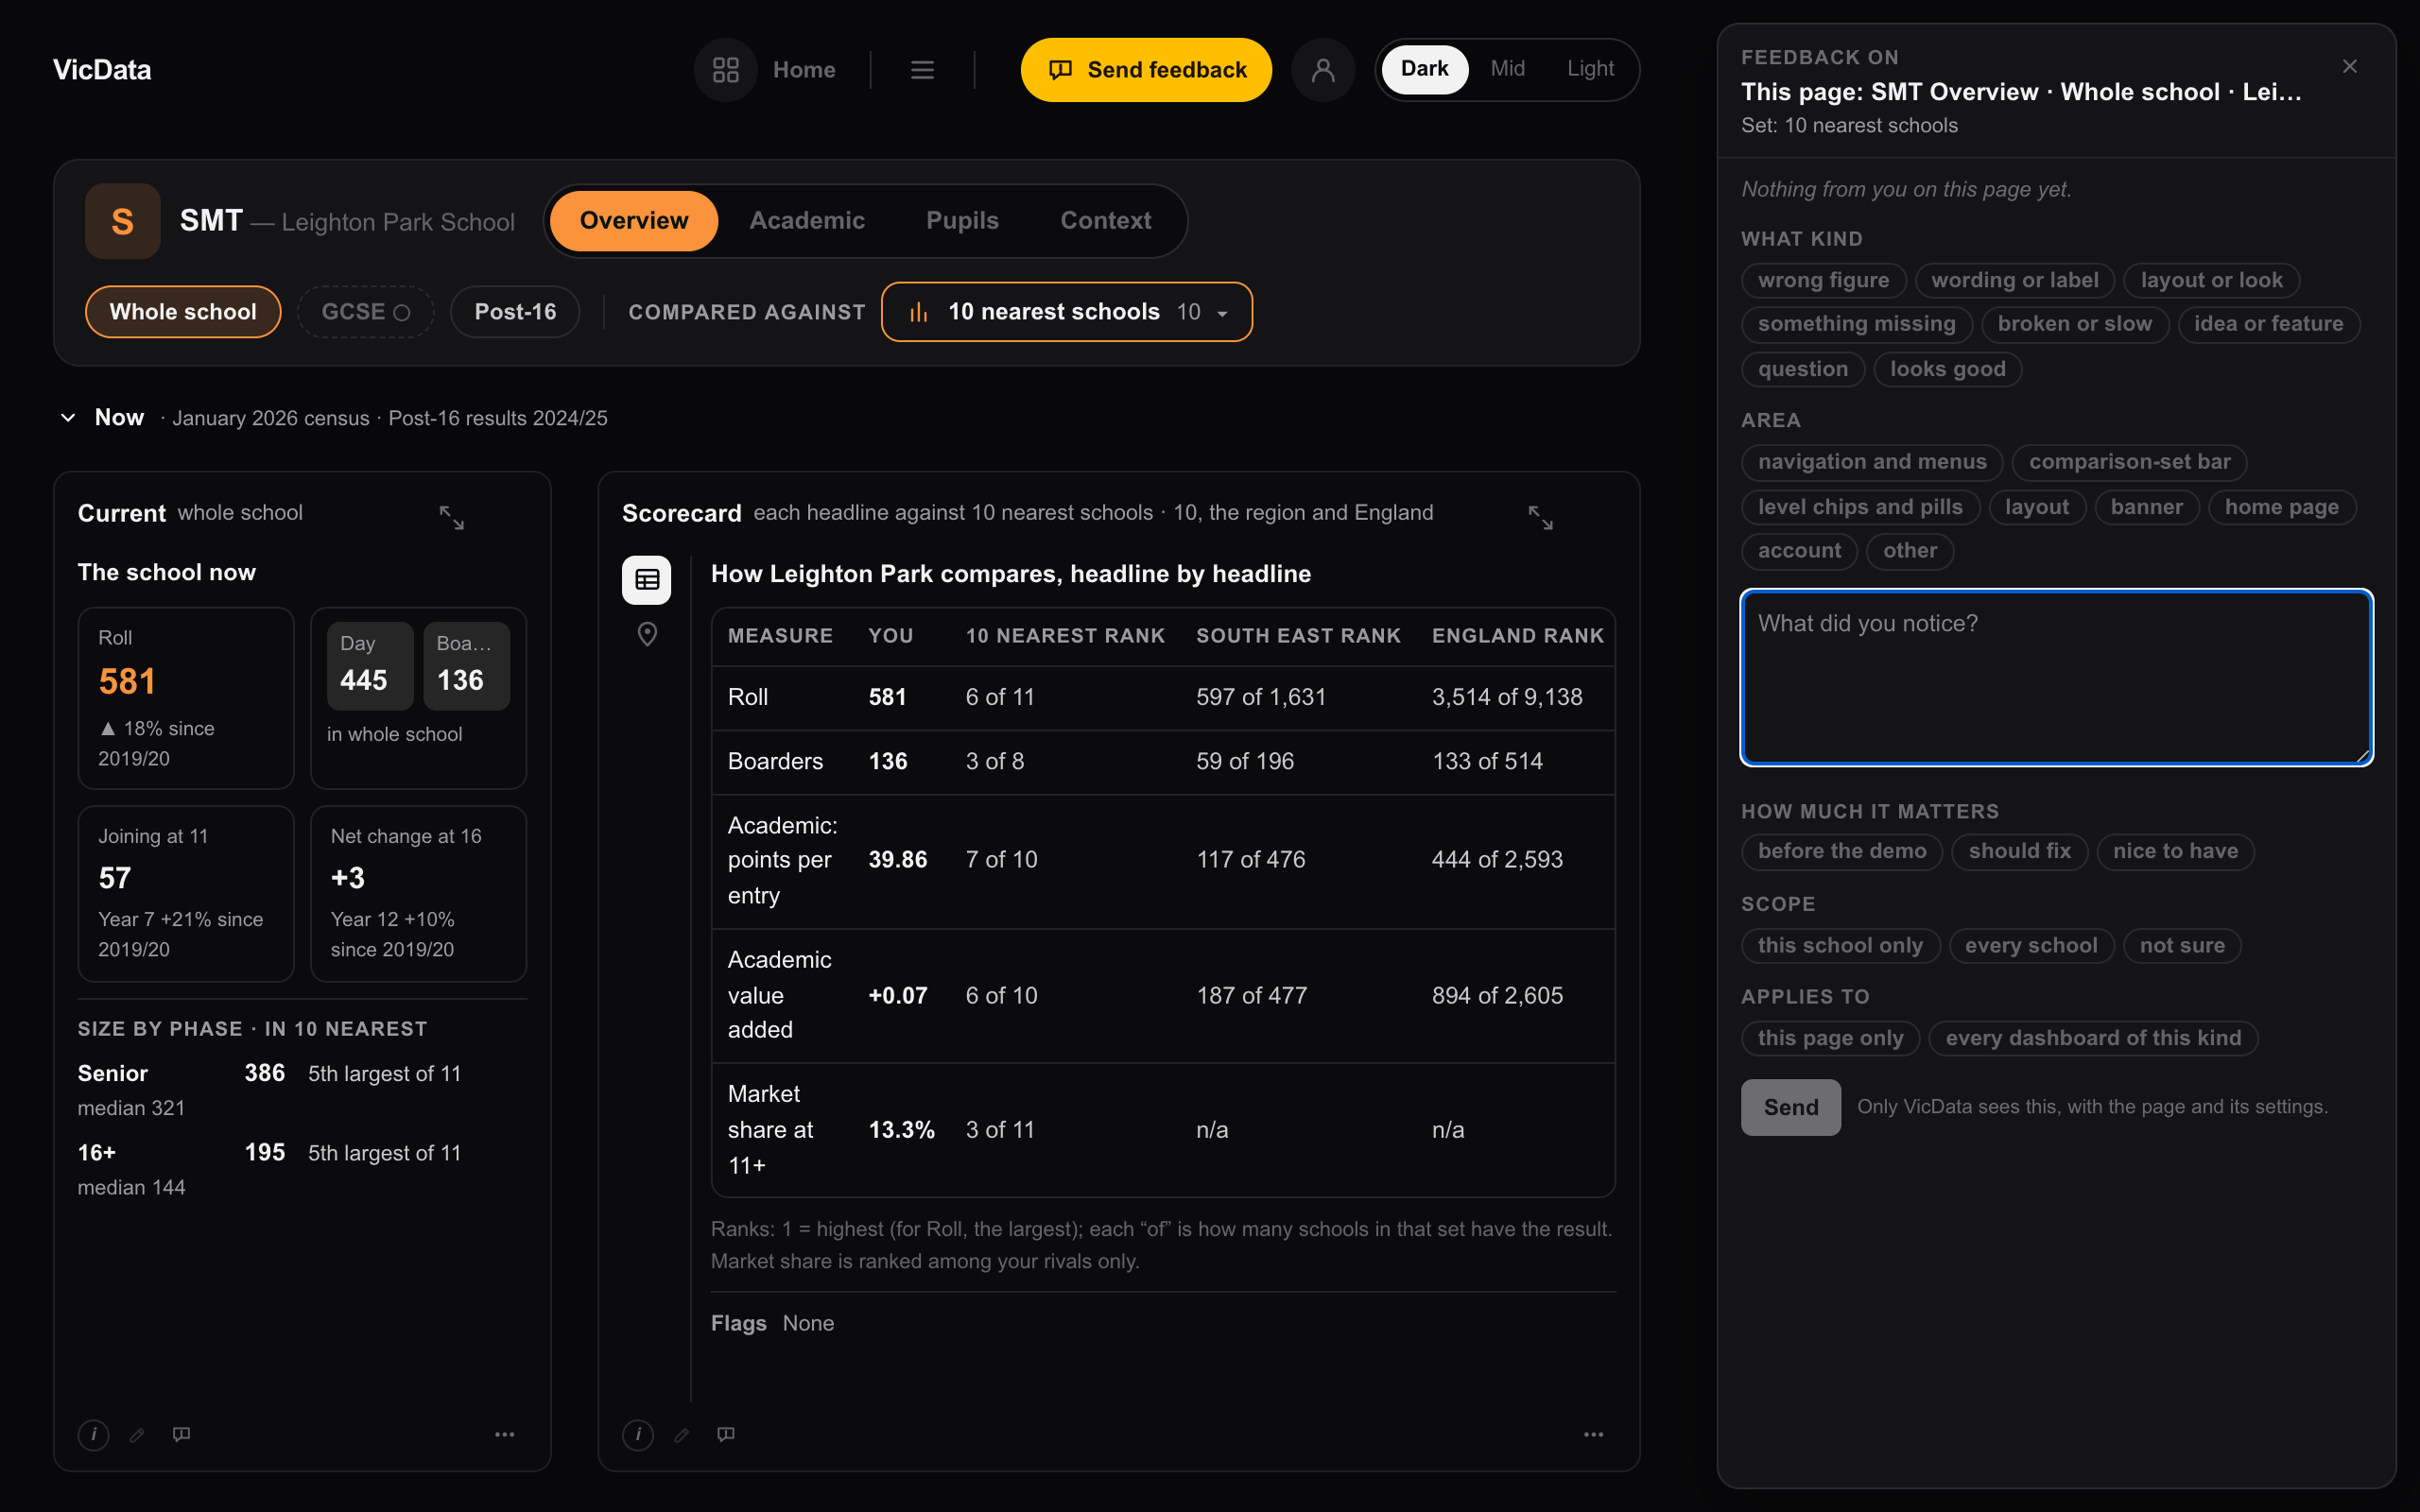 VicData
Home
Send feedback
Dark Mid Light
S
SMT — Leighton Park School
Overview Academic Pupils Context
Whole school GCSE Post-16 COMPARED AGAINST 10 nearest schools 10
Now · January 2026 census · Post-16 results 2024/25
Current whole school
The school now
Roll
581
▲ 18% since
2019/20
Day
445
Boa…
136
in whole school
Joining at 11
57
Year 7 +21% since
2019/20
Net change at 16
+3
Year 12 +10%
since 2019/20
SIZE BY PHASE · IN 10 NEAREST
Senior 386 5th largest of 11
median 321
16+ 195 5th largest of 11
median 144
i
Scorecard each headline against 10 nearest schools · 10, the region and England
How Leighton Park compares, headline by headline
MEASURE YOU 10 NEAREST RANK SOUTH EAST RANK ENGLAND RANK
Roll 581 6 of 11 597 of 1,631 3,514 of 9,138
Boarders 136 3 of 8 59 of 196 133 of 514
Academic:
points per 39.86 7 of 10 117 of 476 444 of 2,593
entry
Academic
value +0.07 6 of 10 187 of 477 894 of 2,605
added
Market
share at 13.3% 3 of 11 n/a n/a
11+
Ranks: 1 = highest (for Roll, the largest); each “of” is how many schools in that set have the result.
Market share is ranked among your rivals only.
Flags None
i
FEEDBACK ON
This page: SMT Overview · Whole school · Lei…
Set: 10 nearest schools
Nothing from you on this page yet.
WHAT KIND
wrong figure wording or label layout or look
something missing broken or slow idea or feature
question looks good
AREA
navigation and menus comparison-set bar
level chips and pills layout banner home page
account other
What did you notice?
HOW MUCH IT MATTERS
before the demo should fix nice to have
SCOPE
this school only every school not sure
APPLIES TO
this page only every dashboard of this kind
Send Only VicData sees this, with the page and its settings.